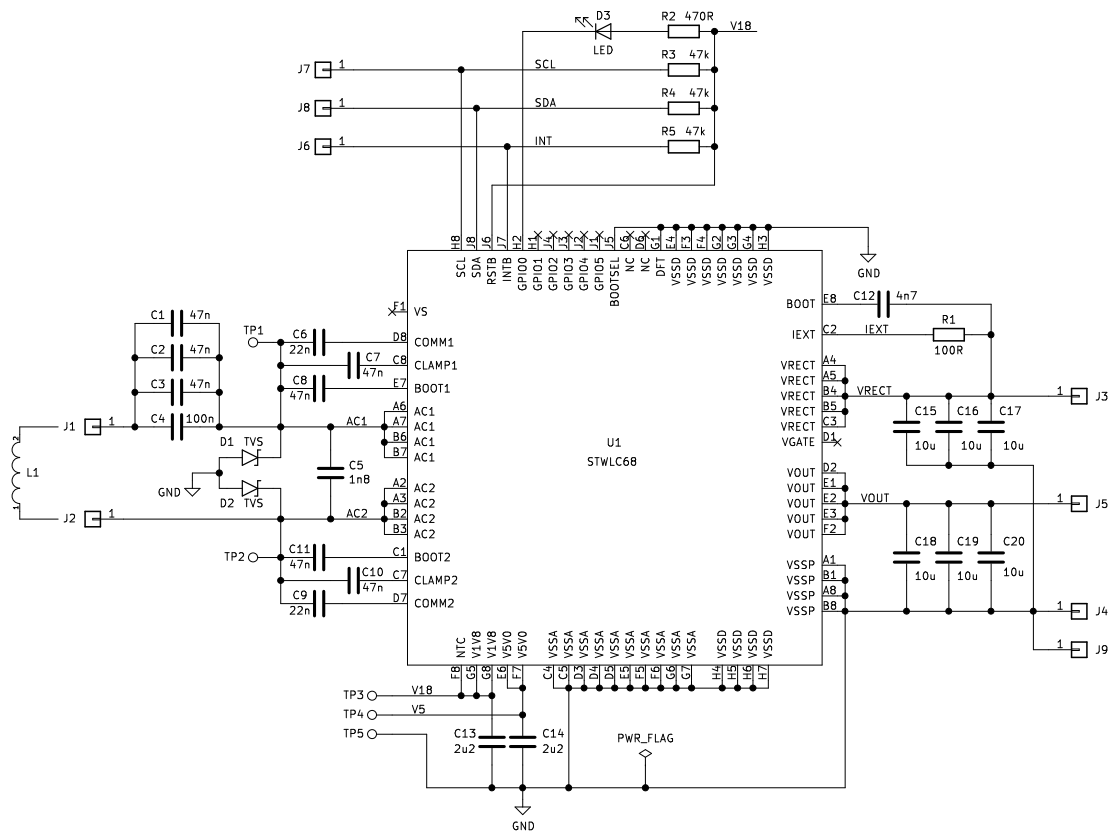 D3
R2 470R
V18
LED
R3 47k
J7 1
SCL
R4 47k
J8 1
SDA
R5 47k
J6 1
INT
H8
J8
J6
J7
H2
H1
J4
J3
J2
J1
J5
C6
D6
G1
E4
F3
F4
G2
G3
G4
H3
SCL
SDA
RSTB
INTB
GPIO0
GPIO1
GPIO2
GPIO3
GPIO4
GPIO5
BOOTSEL
NC
NC
DFT
VSSD
VSSD
VSSD
VSSD
VSSD
VSSD
VSSD
GND
C12 4n7
E8 BOOT
C2 IEXT
IEXT
R1
100R
F1 VS
C1 47n
C2 47n
C3 47n
C4 100n
TP1
C6
22n
D8 COMM1
C7
47n
C8 CLAMP1
C8
47n
E7 BOOT1
A6 AC1
A7 AC1
B6 AC1
B7 AC1
AC1
J1 1
D1 TVS
GND
D2 TVS
C5
1n8
L1
2
1
J2 1
AC2
A2 AC2
A3 AC2
B2 AC2
B3 AC2
TP2
C11
47n
C1 BOOT2
C10
47n
C7 CLAMP2
C9
22n
D7 COMM2
U1
STWLC68
VRECT A4
VRECT A5
VRECT B4
VRECT B5
VRECT C3
VGATE D1
VRECT
1 J3
C15
10u
C16
10u
C17
10u
VOUT D2
VOUT E1
VOUT E2
VOUT E3
VOUT F2
VOUT
1 J5
C18
10u
C19
10u
C20
10u
VSSP A1
VSSP B1
VSSP A8
VSSP B8
1 J4
1 J9
NTC
V1V8
V1V8
V5V0
V5V0
VSSA
VSSA
VSSA
VSSA
VSSA
VSSA
VSSA
VSSA
VSSA
VSSA
VSSD
VSSD
VSSD
VSSD
F8
G5
G8
E6
F7
C4
C5
D3
D4
D5
E5
F5
F6
G6
G7
H4
H5
H6
H7
TP3
V18
TP4
V5
TP5
C13
2u2
C14
2u2
PWR_FLAG
GND